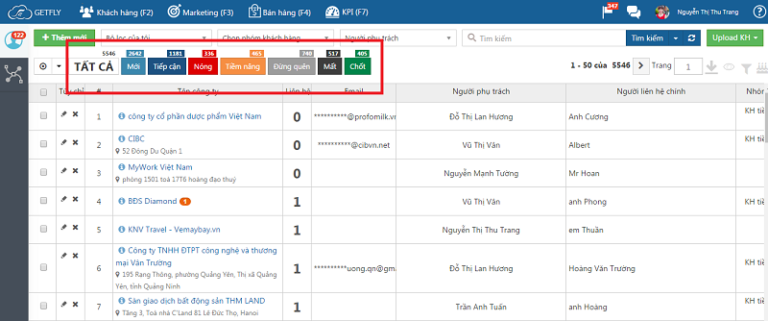 GETFLY Khách hàng (F2) Marketing (F3) Bán hàng (F4) KPI (F7) 347 Nguyễn Thị Thu Trang
122 + Thêm mới Bộ lọc của tôi Chọn nhóm khách hàng Người phụ trách Tìm kiếm Tìm kiếm Upload KH
5546 2642 1181 336 465 740 517 405
TẤT CẢ Mới Tiếp cận Nóng Tiềm năng Đừng quên Mất Chốt 1 - 50 của 5546 Trang 1
Tùy chỉ # Tên công ty Liên hệ Email Người phụ trách Người liên hệ chính Nhón
1 công ty cổ phần dược phẩm Việt Nam 0 **********@profomilk.vn Đỗ Thị Lan Hương Anh Cương KH tiề
2 CIBC 0 **********@cibvn.net Vũ Thị Vân Albert KH tiề
52 Đông Du Quận 1
3 MyWork Việt Nam 0 Nguyễn Mạnh Tường Mr Hoan
phòng 1501 toà 17T6 hoàng đạo thuý
4 BĐS Diamond 1 1 Vũ Thị Vân anh Phong KH tiề
5 KNV Travel - Vemaybay.vn 1 Nguyễn Thị Thu Trang em Thuần KH tiề
6 Công ty TNHH ĐTPT công nghệ và thương
mại Vân Trường 1 **********uong.qn@gma Đỗ Thị Lan Hương Hoàng Văn Trường KH tiề
195 Rang Thông, phường Quảng Yên, Thị xã Quảng
Yên, tỉnh Quảng Ninh
7 Sàn giao dịch bất động sản THM LAND 1 Trần Anh Tuấn anh Hoàng KH tiề
Tầng 3, Toà nhà C'Land 81 Lê Đức Thọ, Hanoi